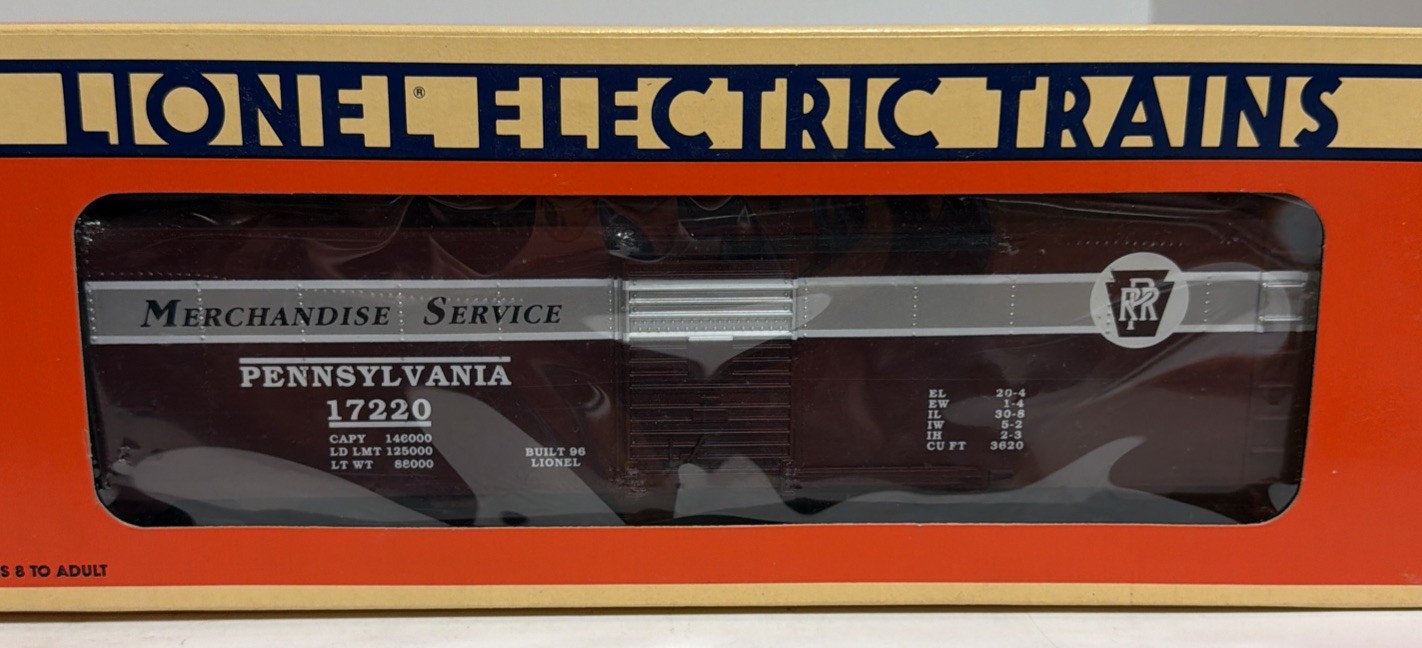 LIONEL® ELECTRIC TRAINS
MERCHANDISE SERVICE
PRR
PENNSYLVANIA
17220
CAPY 146000
LD LMT 125000
LT WT 88000
BUILT 96
LIONEL
EL 20-4
EW 1-4
IL 30-8
IW 5-2
IH 2-3
CU FT 3620
S 8 TO ADULT